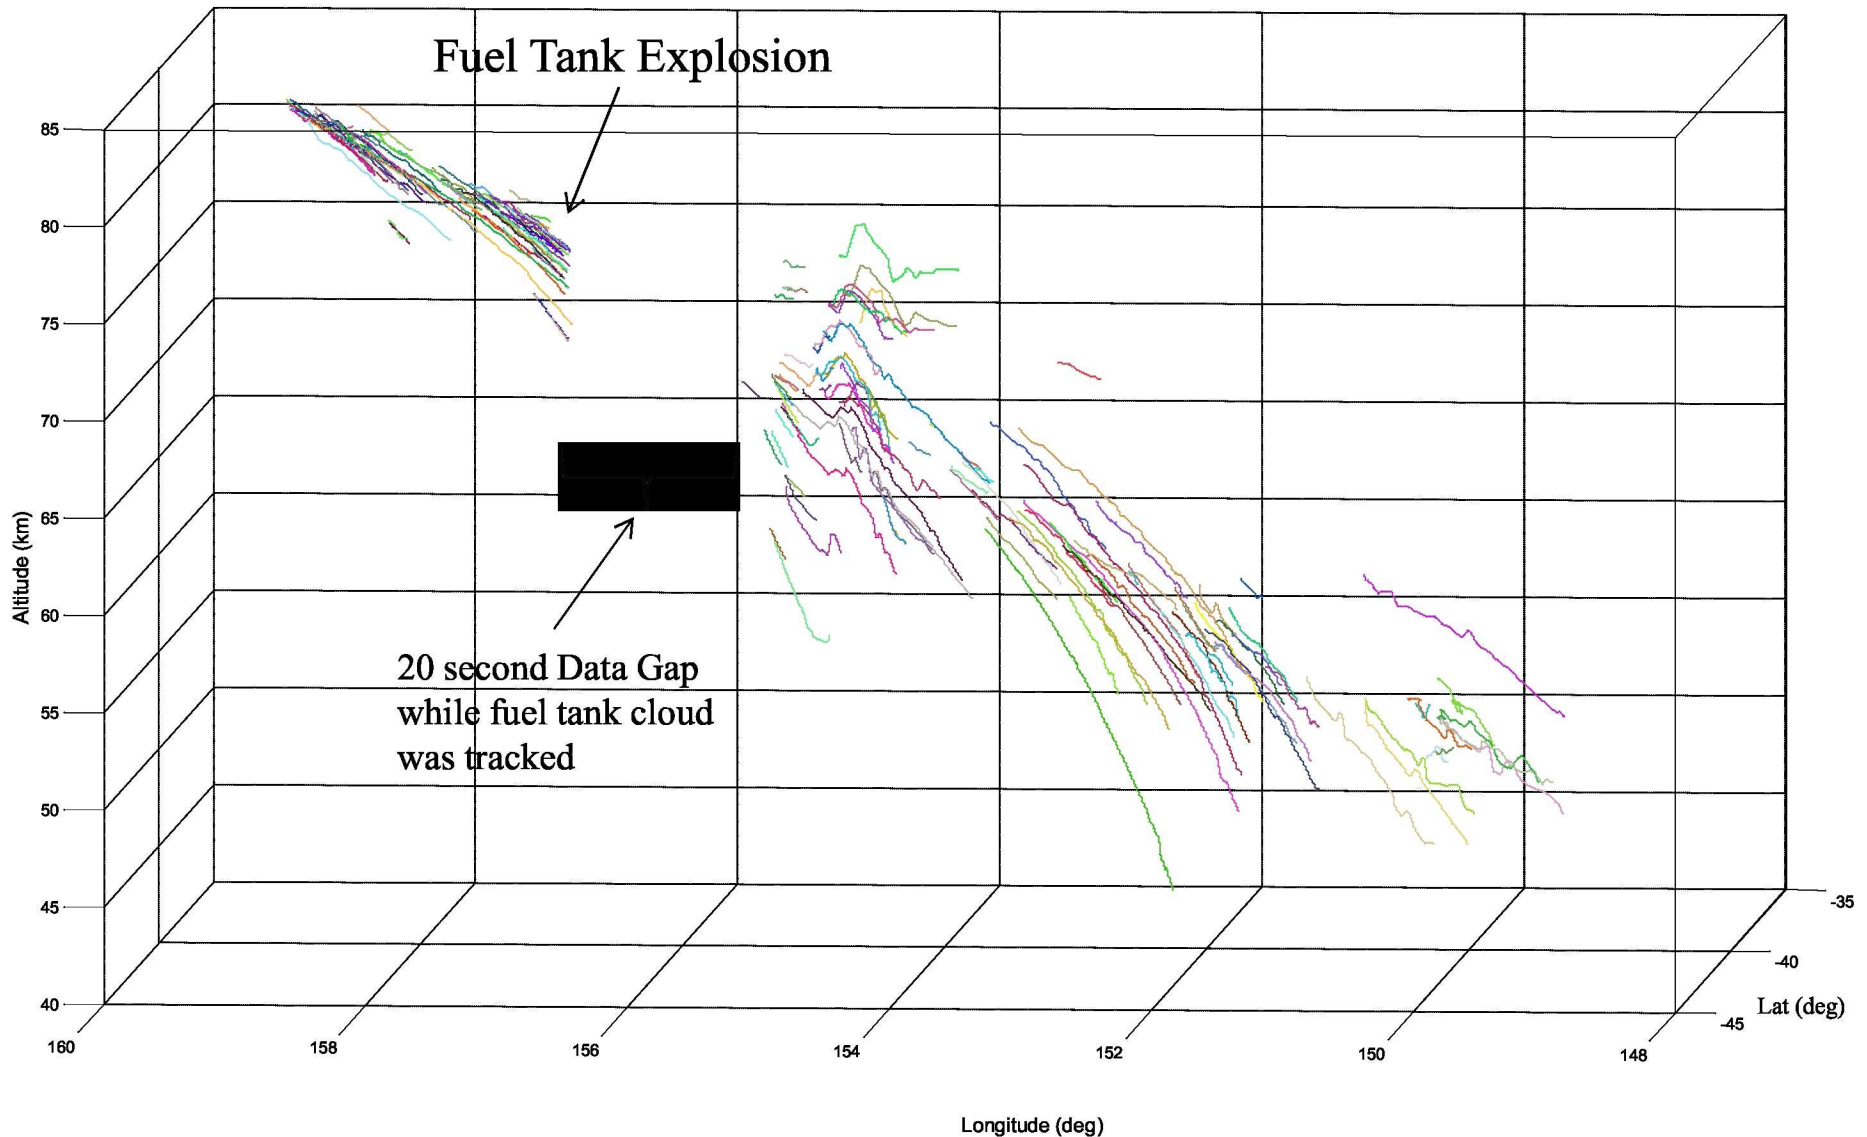 Fuel Tank Explosion
85
80
75
70
65
60
55
50
45
40
Altitude (km)
20 second Data Gap
while fuel tank cloud
was tracked
160
158
156
154
152
150
148
Longitude (deg)
-35
-40
-45
Lat (deg)